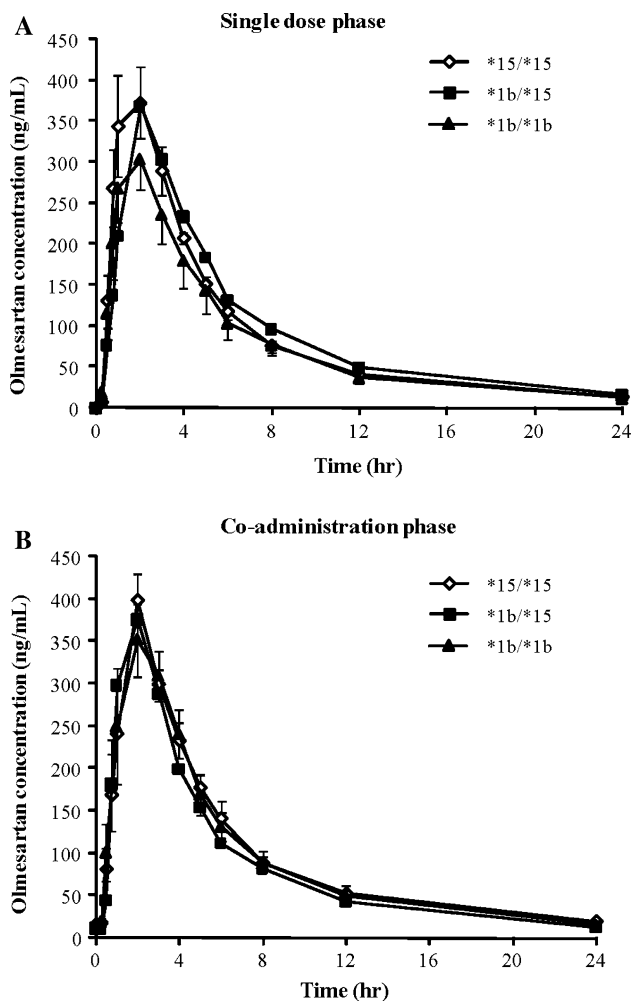 A
Single dose phase
Olmesartan concentration (ng/mL)
450
400
350
300
250
200
150
100
50
0
*15/*15
*1b/*15
*1b/*1b
0 4 8 12 16 20 24
Time (hr)
B
Co-administration phase
Olmesartan concentration (ng/mL)
450
400
350
300
250
200
150
100
50
0
*15/*15
*1b/*15
*1b/*1b
0 4 8 12 16 20 24
Time (hr)